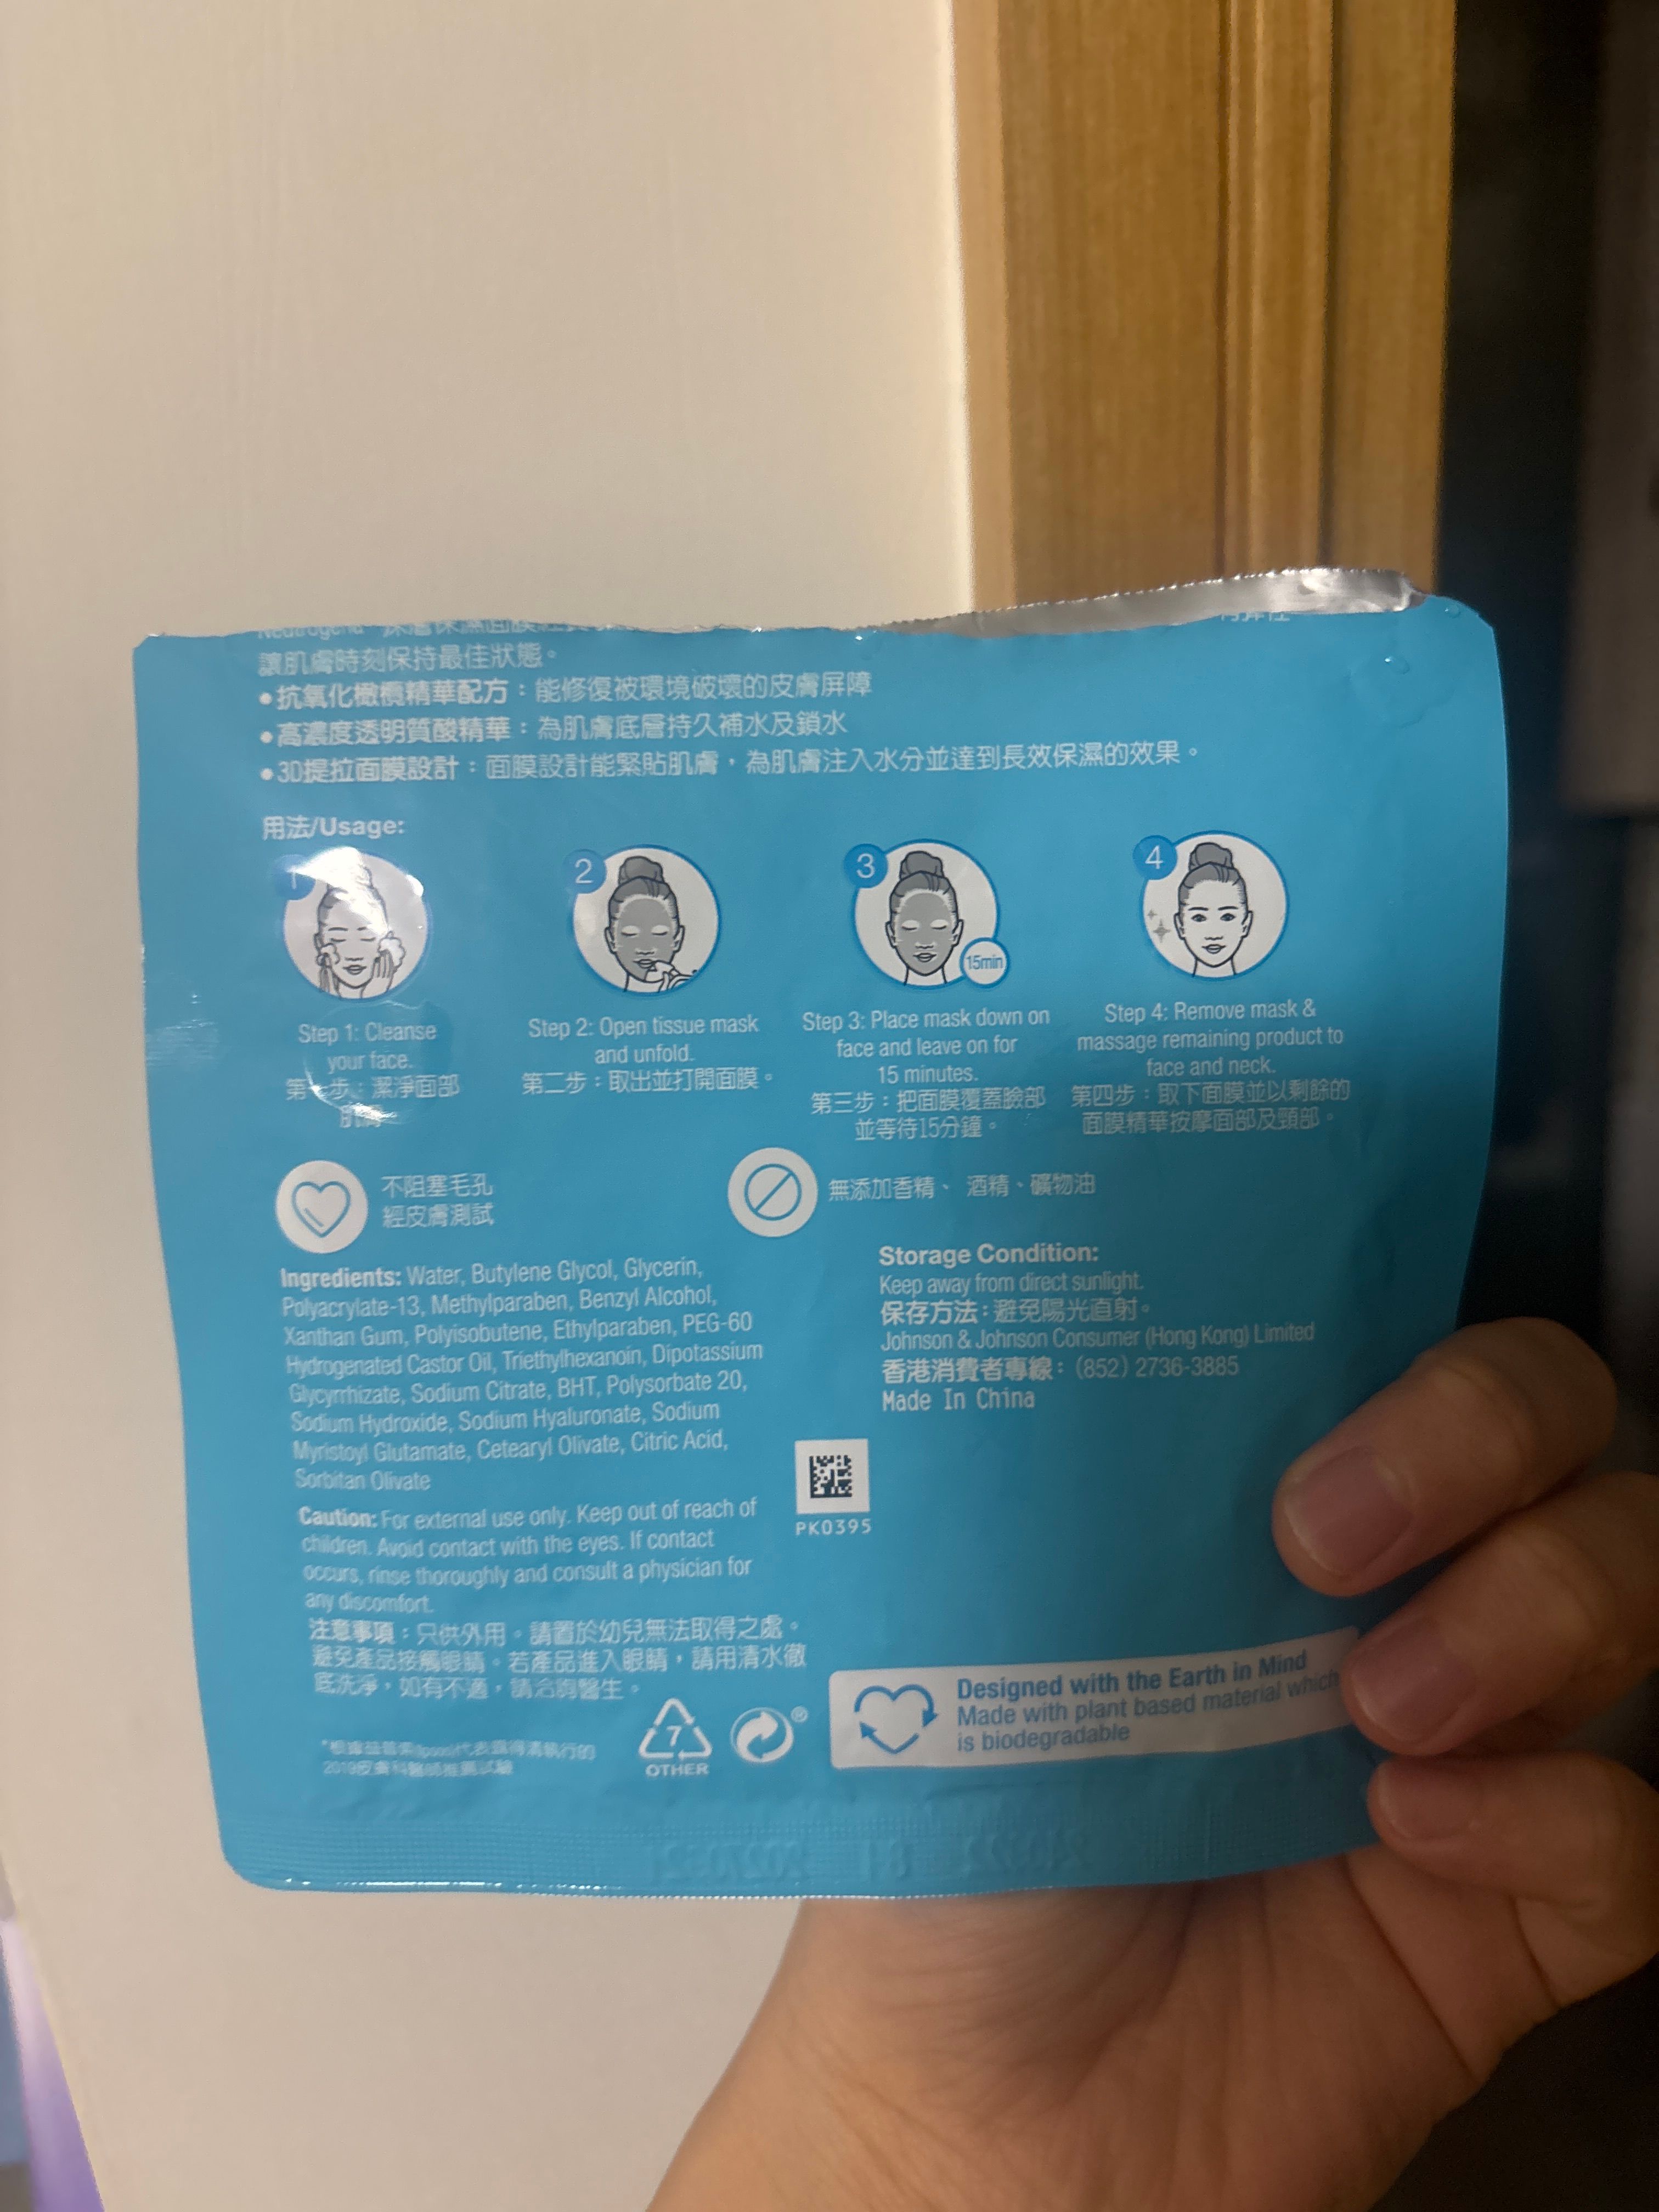 讓肌膚時刻保持最佳狀態。
•抗氧化橄欖精華配方：能修復被環境破壞的皮膚屏障
•高濃度透明質酸精華：為肌膚底層持久補水及鎖水
•3D提拉面膜設計：面膜設計能緊貼肌膚，為肌膚注入水分並達到長效保濕的效果。
用法/Usage:
1
2
3
15min
4
Step 1: Cleanse
your face.
第一步：潔淨面部
肌膚
Step 2: Open tissue mask
and unfold.
第二步：取出並打開面膜。
Step 3: Place mask down on
face and leave on for
15 minutes.
第三步：把面膜覆蓋臉部
並等待15分鐘。
Step 4: Remove mask &
massage remaining product to
face and neck.
第四步：取下面膜並以剩餘的
面膜精華按摩面部及頸部。
不阻塞毛孔
經皮膚測試
無添加香精、酒精、礦物油
Ingredients: Water, Butylene Glycol, Glycerin,
Polyacrylate-13, Methylparaben, Benzyl Alcohol,
Xanthan Gum, Polyisobutene, Ethylparaben, PEG-60
Hydrogenated Castor Oil, Triethylhexanoin, Dipotassium
Glycyrrhizate, Sodium Citrate, BHT, Polysorbate 20,
Sodium Hydroxide, Sodium Hyaluronate, Sodium
Myristoyl Glutamate, Cetearyl Olivate, Citric Acid,
Sorbitan Olivate
Caution: For external use only. Keep out of reach of
children. Avoid contact with the eyes. If contact
occurs, rinse thoroughly and consult a physician for
any discomfort.
注意事項：只供外用。請置於幼兒無法取得之處。
避免產品接觸眼睛。若產品進入眼睛，請用清水徹
底洗淨，如有不適，請洽詢醫生。
Storage Condition:
Keep away from direct sunlight.
保存方法：避免陽光直射。
Johnson & Johnson Consumer (Hong Kong) Limited
香港消費者專線：(852) 2736-3885
Made In China
PK0395
7
OTHER
®
Designed with the Earth in Mind
Made with plant based material which
is biodegradable